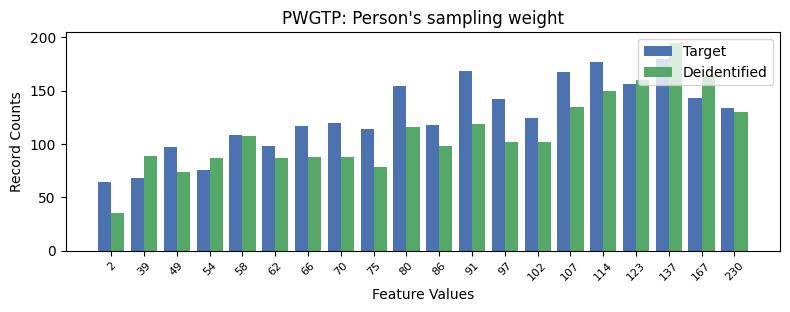 PWGTP: Person's sampling weight
Record Counts
200
150
100
50
0
Target
Deidentified
2 39 49 54 58 62 66 70 75 80 86 91 97 102 107 114 123 137 167 230
Feature Values